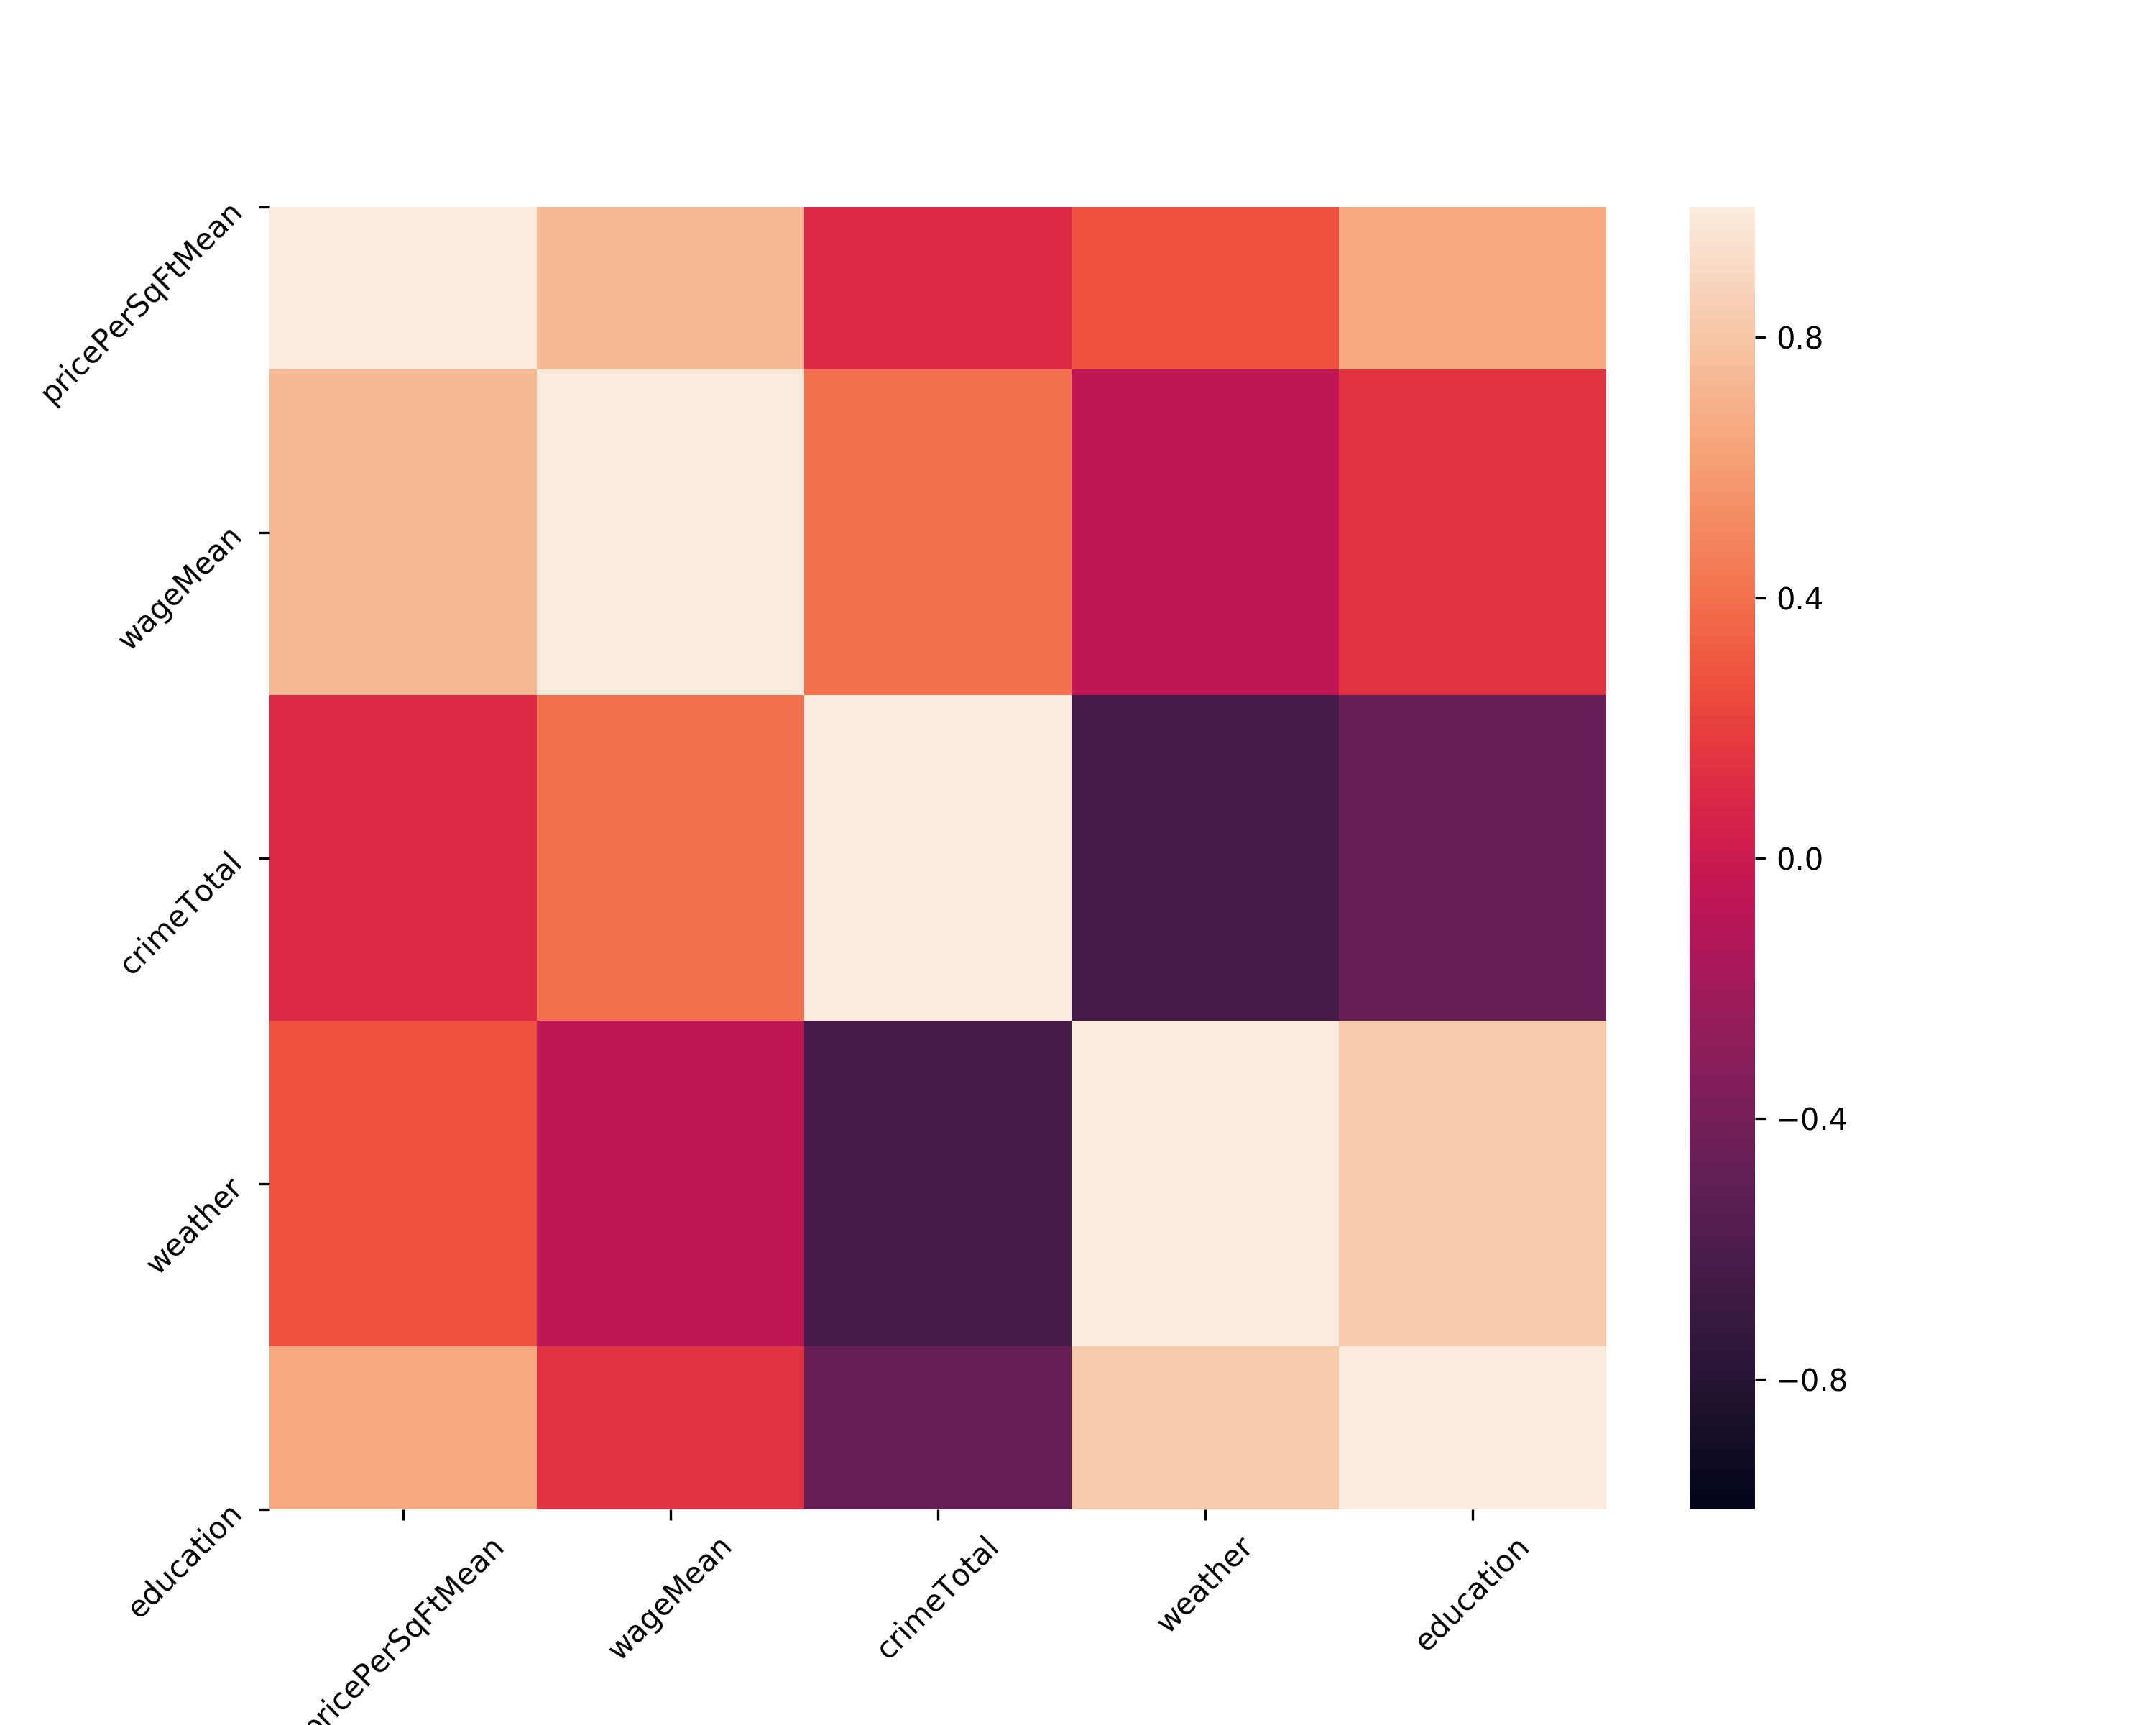 pricePerSqFtMean
wageMean
crimeTotal
weather
education
0.8
0.4
0.0
−0.4
−0.8
ricePerSqFtMean
wageMean
crimeTotal
weather
education